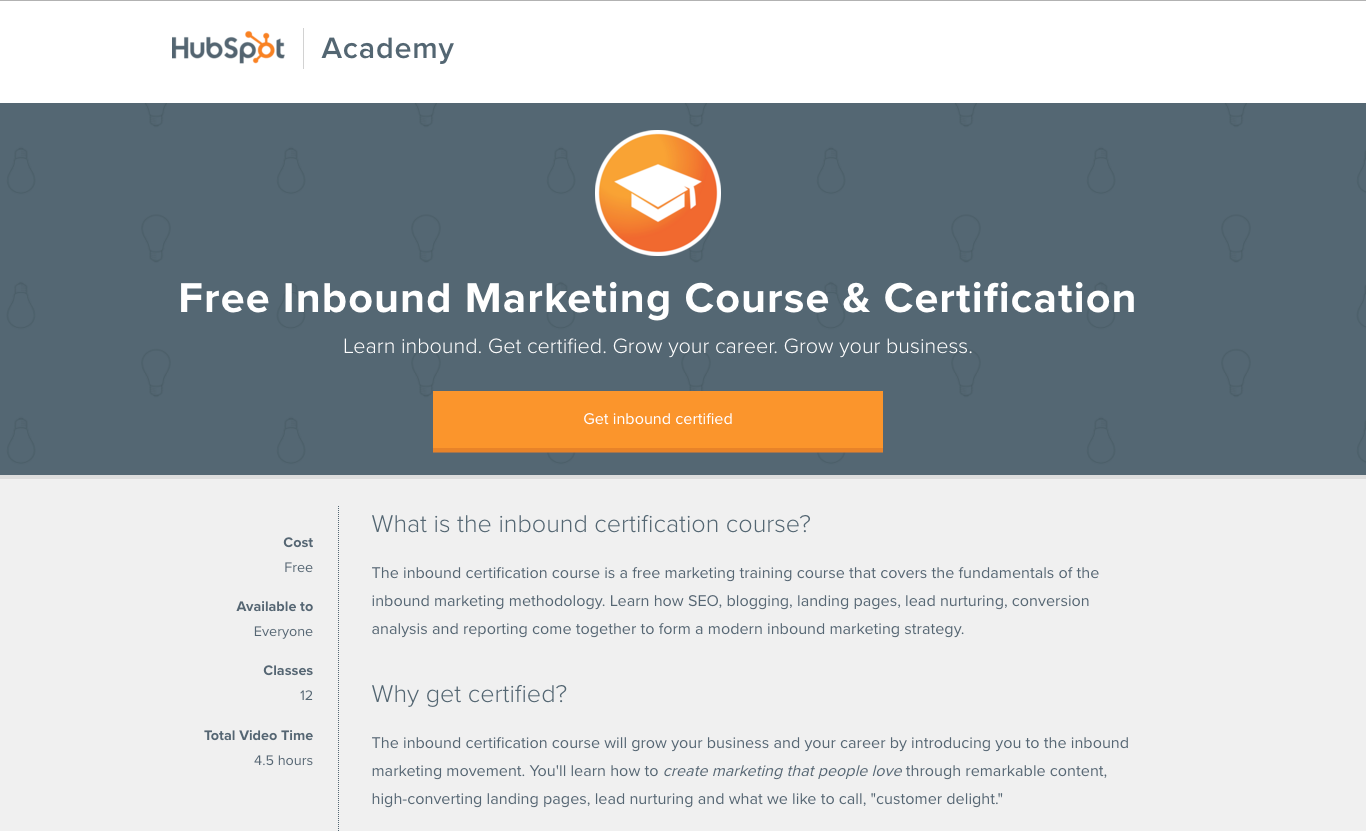 HubSpot Academy
Free Inbound Marketing Course & Certification
Learn inbound. Get certified. Grow your career. Grow your business.
Get inbound certified
Cost
Free
Available to
Everyone
Classes
12
Total Video Time
4.5 hours
What is the inbound certification course?
The inbound certification course is a free marketing training course that covers the fundamentals of the
inbound marketing methodology. Learn how SEO, blogging, landing pages, lead nurturing, conversion
analysis and reporting come together to form a modern inbound marketing strategy.
Why get certified?
The inbound certification course will grow your business and your career by introducing you to the inbound
marketing movement. You'll learn how to create marketing that people love through remarkable content,
high-converting landing pages, lead nurturing and what we like to call, "customer delight."